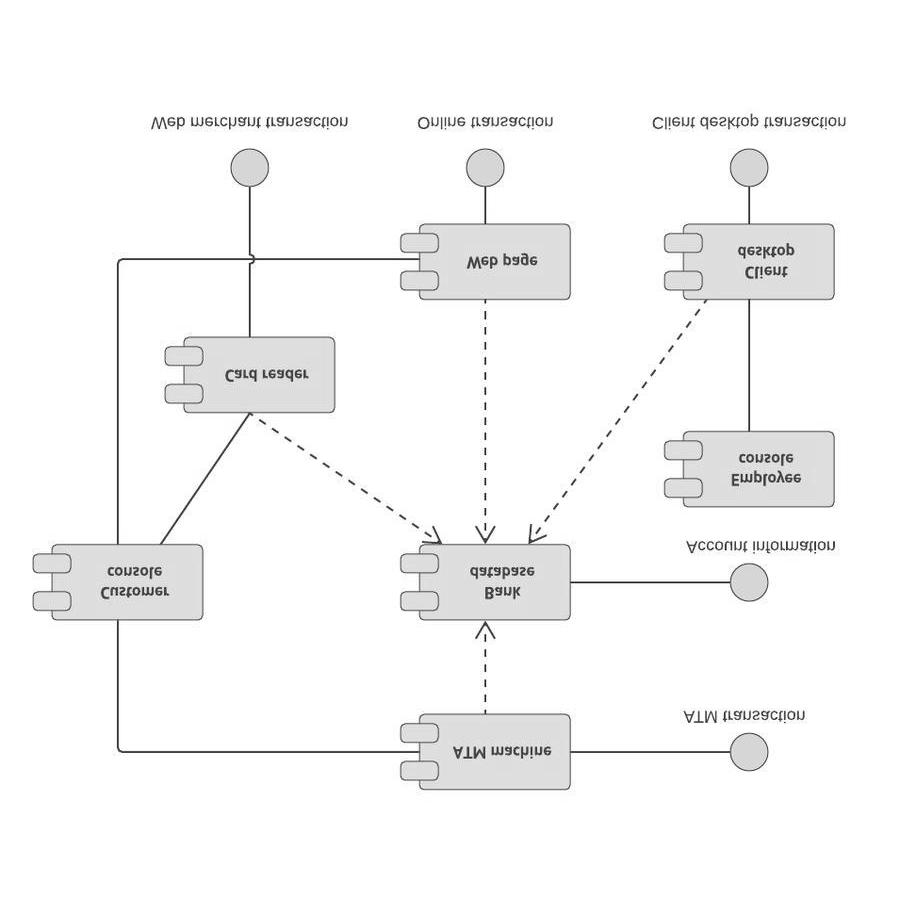 ATM machine
ATM transaction
Customer
console
Bank
database
Account information
Employee
console
Card reader
Web page
Client
desktop
Web merchant transaction
Online transaction
Client desktop transaction